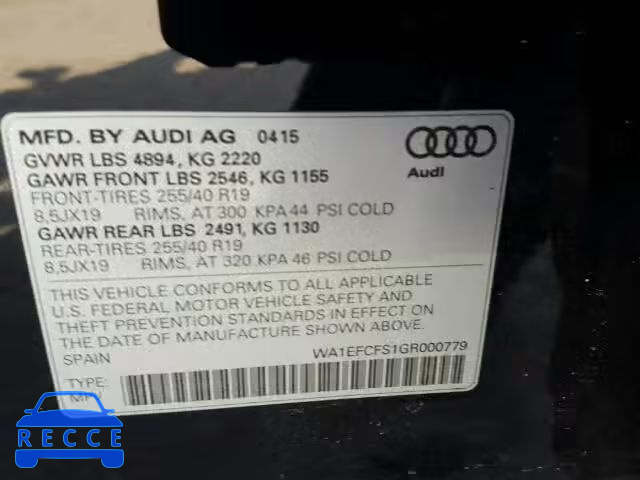 MFD. BY AUDI AG 0415
GVWR LBS 4894, KG 2220
GAWR FRONT LBS 2546, KG 1155
FRONT-TIRES 255/40 R19
8,5JX19 RIMS, AT 300 KPA 44 PSI COLD
GAWR REAR LBS 2491, KG 1130
REAR-TIRES 255/40 R19
8,5JX19 RIMS, AT 320 KPA 46 PSI COLD
Audi
THIS VEHICLE CONFORMS TO ALL APPLICABLE
U.S. FEDERAL MOTOR VEHICLE SAFETY AND
THEFT PREVENTION STANDARDS IN EFFECT ON
THE DATE OF MANUFACTURE SHOWN ABOVE.
SPAIN WA1EFCFS1GR000779
TYPE:
RECCE